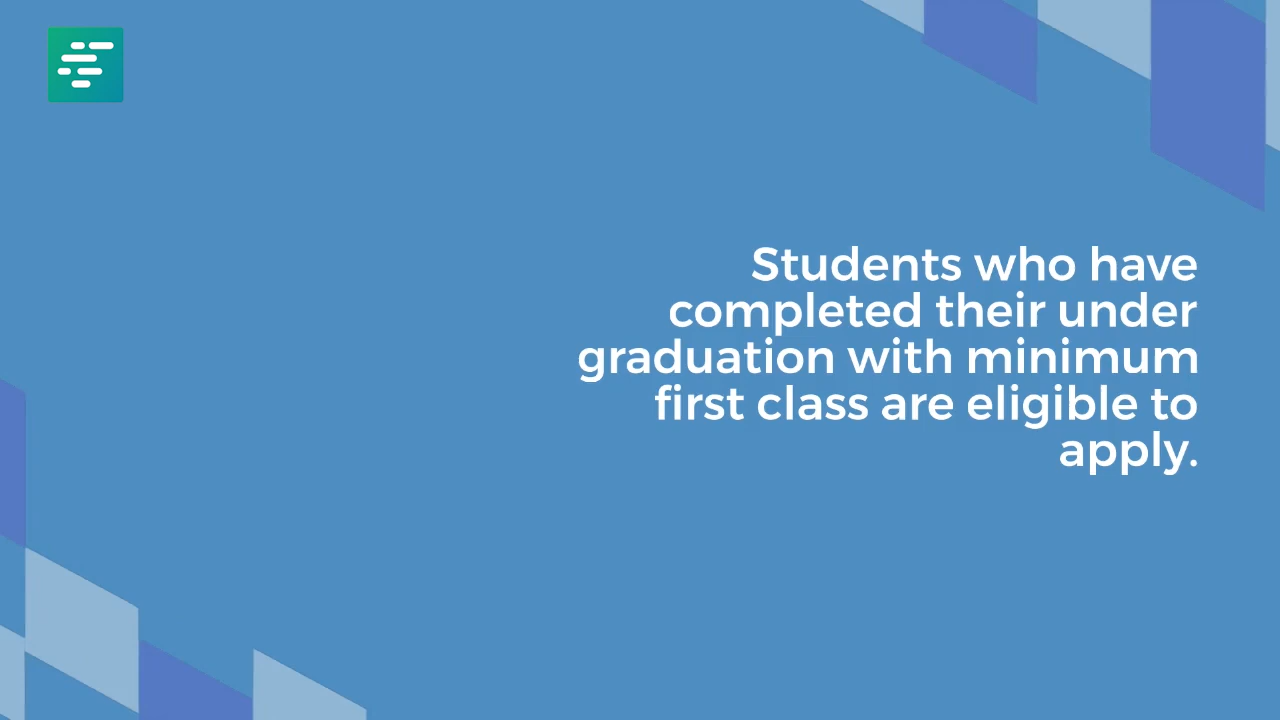 Students who have
completed their under
graduation with minimum
first class are eligible to
apply.